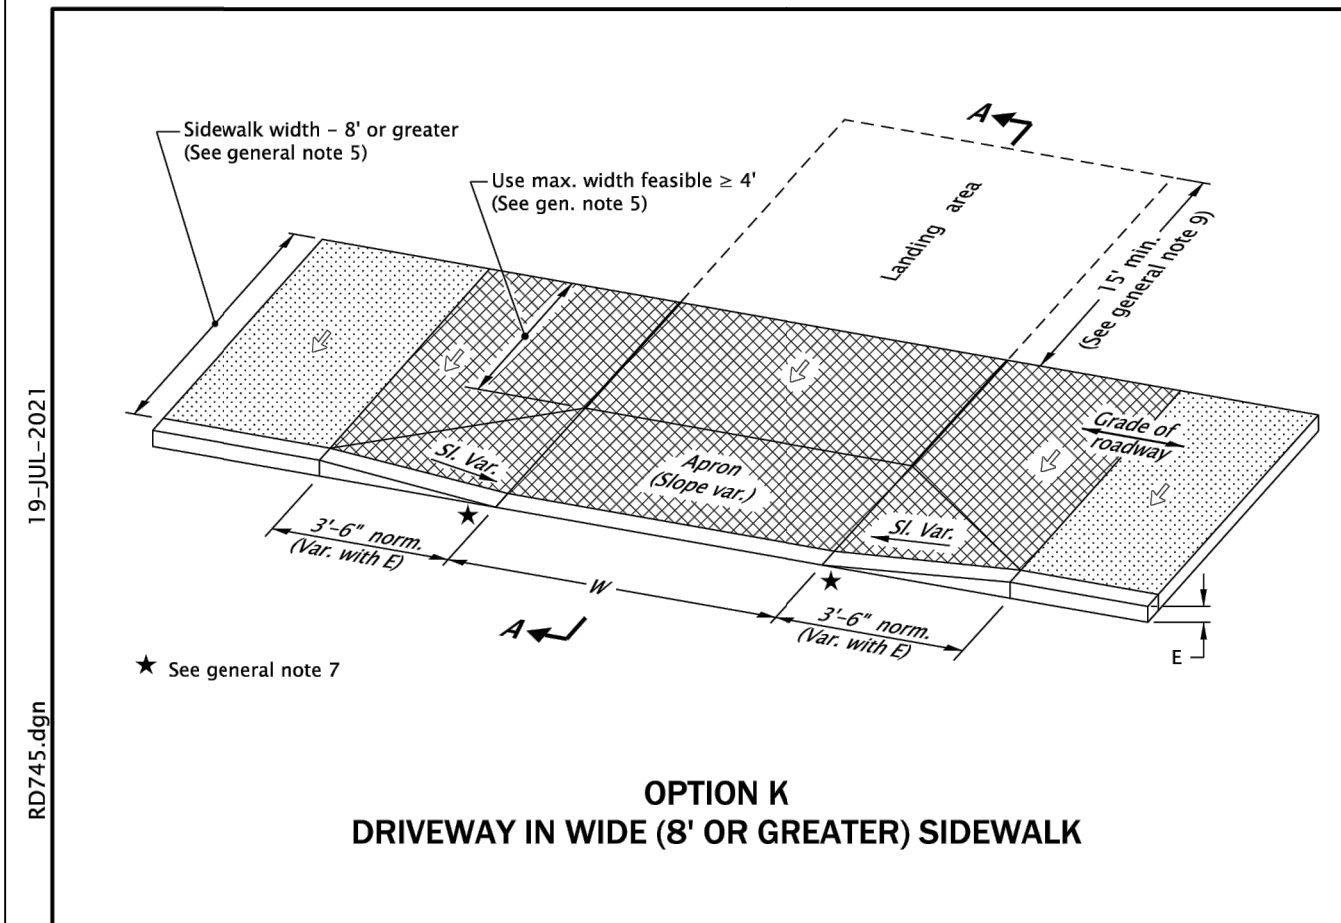 A
Sidewalk width – 8' or greater
(See general note 5)
Use max. width feasible ≥ 4'
(See gen. note 5)
Landing area
15' min.
(See general note 9)
Grade of
roadway
Sl. Var.
Apron
(Slope var.)
Sl. Var.
3'–6" norm.
(Var. with E)
W
3'–6" norm.
(Var. with E)
A
E
★ See general note 7
19–JUL–2021
RD745.dgn
OPTION K
DRIVEWAY IN WIDE (8' OR GREATER) SIDEWALK